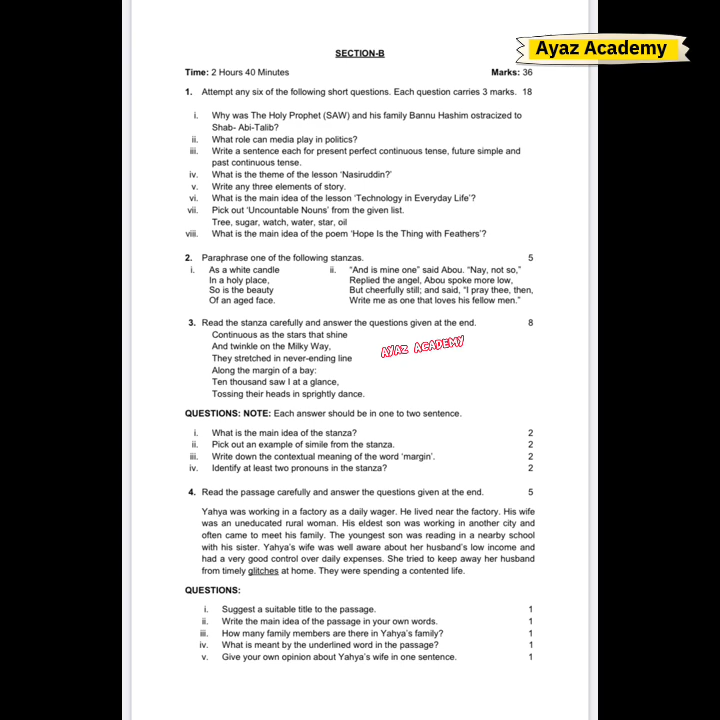 Ayaz Academy
SECTION-B
Time: 2 Hours 40 Minutes Marks: 36
1. Attempt any six of the following short questions. Each question carries 3 marks. 18
i. Why was The Holy Prophet (SAW) and his family Bannu Hashim ostracized to
Shab- Abi-Talib?
ii. What role can media play in politics?
iii. Write a sentence each for present perfect continuous tense, future simple and
past continuous tense.
iv. What is the theme of the lesson ‘Nasiruddin?’
v. Write any three elements of story.
vi. What is the main idea of the lesson ‘Technology in Everyday Life’?
vii. Pick out ‘Uncountable Nouns’ from the given list.
Tree, sugar, watch, water, star, oil
viii. What is the main idea of the poem ‘Hope Is the Thing with Feathers’?
2. Paraphrase one of the following stanzas. 5
i. As a white candle
In a holy place,
So is the beauty
Of an aged face.
ii. “And is mine one” said Abou. “Nay, not so,”
Replied the angel, Abou spoke more low,
But cheerfully still; and said, “I pray thee, then,
Write me as one that loves his fellow men.”
3. Read the stanza carefully and answer the questions given at the end. 8
Continuous as the stars that shine
And twinkle on the Milky Way,
They stretched in never-ending line
Along the margin of a bay:
Ten thousand saw I at a glance,
Tossing their heads in sprightly dance.
AYAZ ACADEMY
QUESTIONS: NOTE: Each answer should be in one to two sentence.
i. What is the main idea of the stanza? 2
ii. Pick out an example of simile from the stanza. 2
iii. Write down the contextual meaning of the word ‘margin’. 2
iv. Identify at least two pronouns in the stanza? 2
4. Read the passage carefully and answer the questions given at the end. 5
Yahya was working in a factory as a daily wager. He lived near the factory. His wife
was an uneducated rural woman. His eldest son was working in another city and
often came to meet his family. The youngest son was reading in a nearby school
with his sister. Yahya’s wife was well aware about her husband’s low income and
had a very good control over daily expenses. She tried to keep away her husband
from timely glitches at home. They were spending a contented life.
QUESTIONS:
i. Suggest a suitable title to the passage. 1
ii. Write the main idea of the passage in your own words. 1
iii. How many family members are there in Yahya’s family? 1
iv. What is meant by the underlined word in the passage? 1
v. Give your own opinion about Yahya’s wife in one sentence. 1